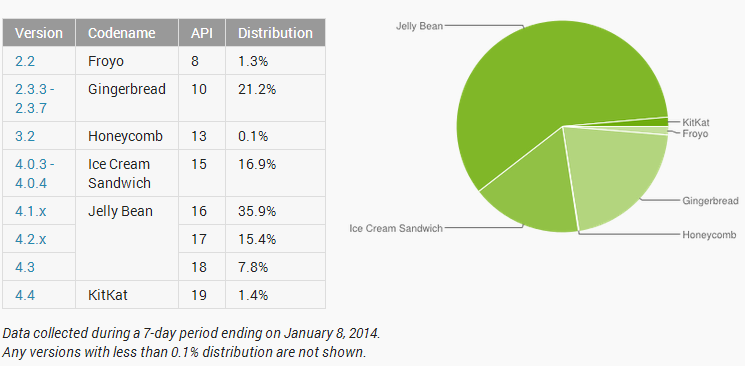 Version Codename API Distribution
2.2 Froyo 8 1.3%
2.3.3 - Gingerbread 10 21.2%
2.3.7
3.2 Honeycomb 13 0.1%
4.0.3 - Ice Cream 15 16.9%
4.0.4 Sandwich
4.1.x Jelly Bean 16 35.9%
4.2.x 17 15.4%
4.3 18 7.8%
4.4 KitKat 19 1.4%
Jelly Bean
KitKat
Froyo
Gingerbread
Ice Cream Sandwich
Honeycomb
Data collected during a 7-day period ending on January 8, 2014.
Any versions with less than 0.1% distribution are not shown.